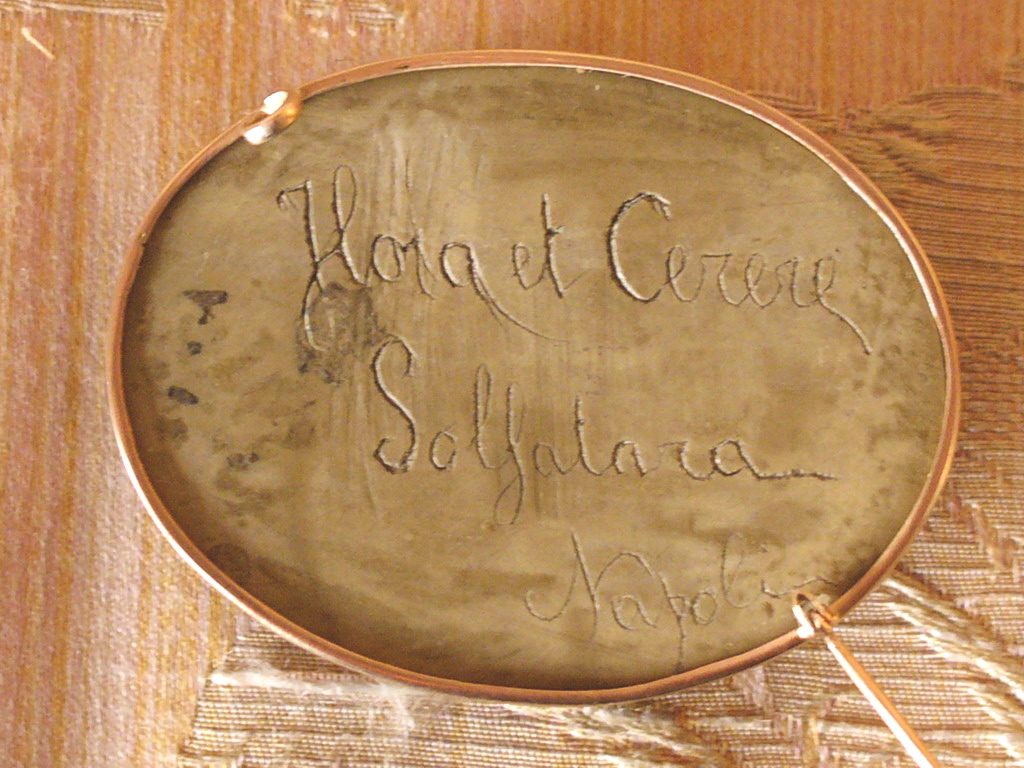 Flora et Cerere
Solfatara
Napoli